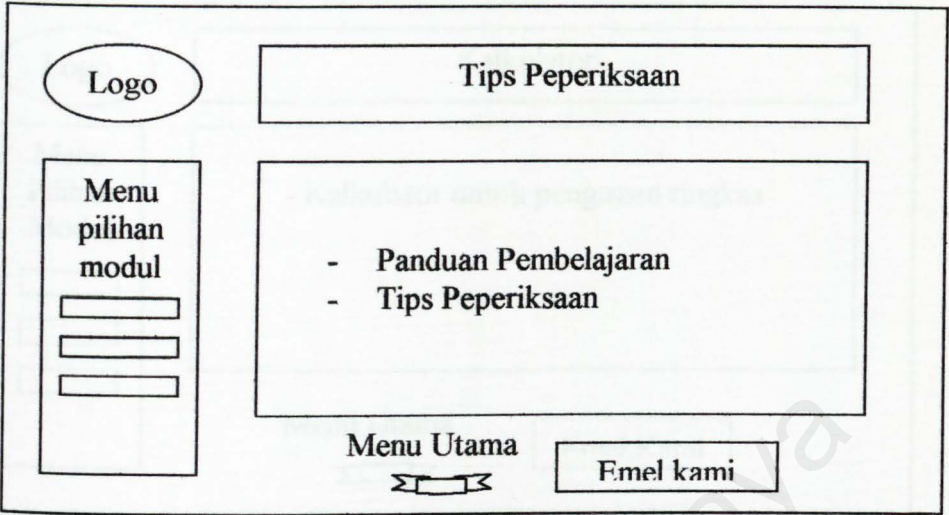 Logo
Tips Peperiksaan
Menu
pilihan
modul
- Panduan Pembelajaran
- Tips Peperiksaan
Menu Utama
Emel kami